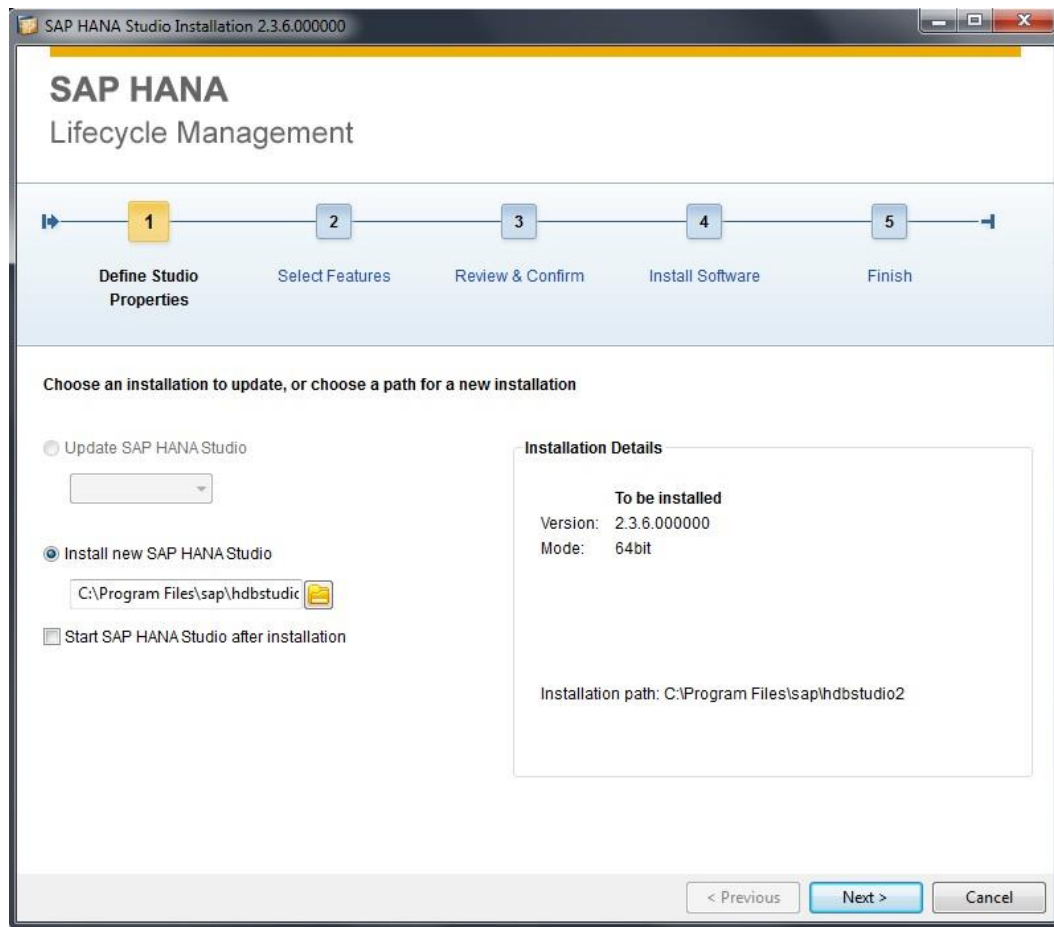 SAP HANA Studio Installation 2.3.6.000000
SAP HANA
Lifecycle Management
1
2
3
4
5
Define Studio
Properties
Select Features
Review & Confirm
Install Software
Finish
Choose an installation to update, or choose a path for a new installation
Update SAP HANA Studio
Install new SAP HANA Studio
C:\Program Files\sap\hdbstudic
Start SAP HANA Studio after installation
Installation Details
To be installed
Version: 2.3.6.000000
Mode: 64bit
Installation path: C:\Program Files\sap\hdbstudio2
< Previous
Next >
Cancel